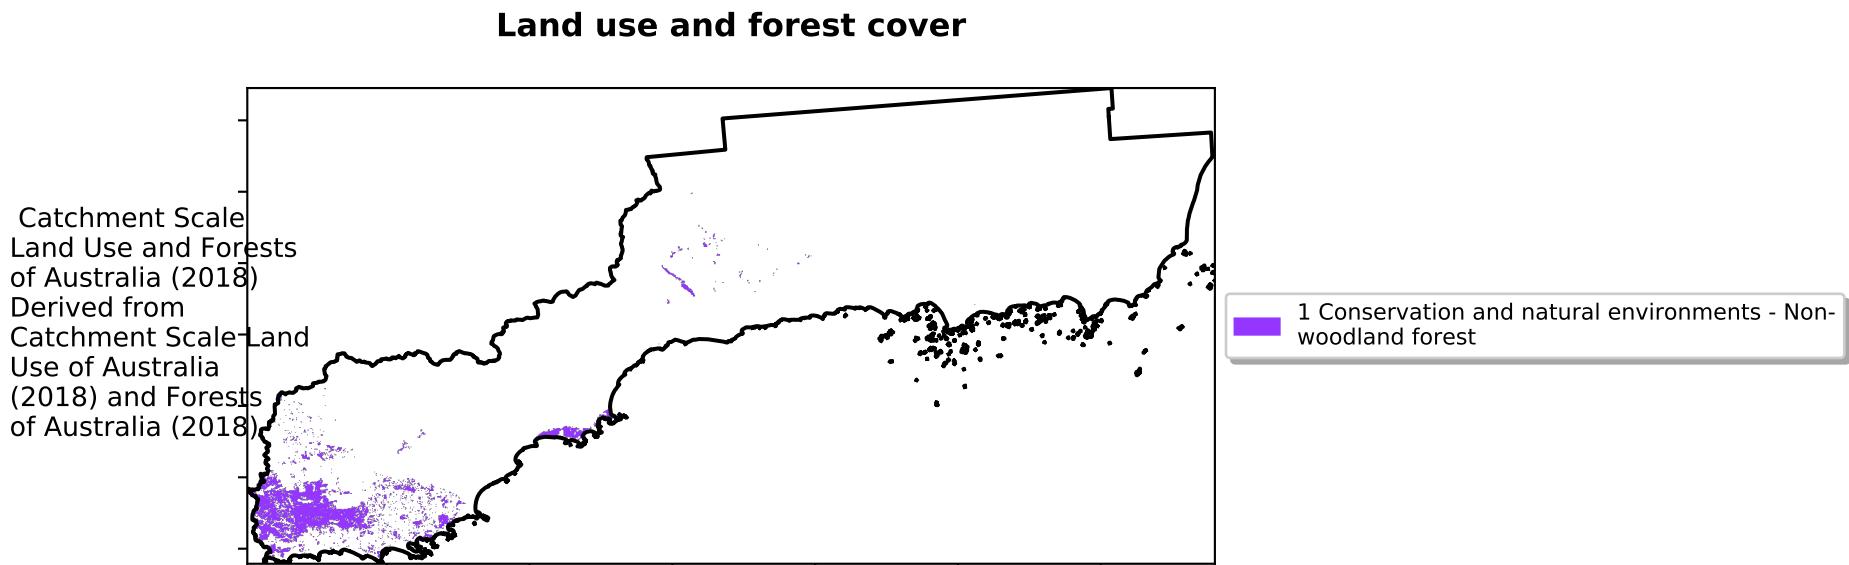 Land use and forest cover
Catchment Scale
Land Use and Forests
of Australia (2018)
Derived from
Catchment Scale Land
Use of Australia
(2018) and Forests
of Australia (2018)
1 Conservation and natural environments - Non-
woodland forest